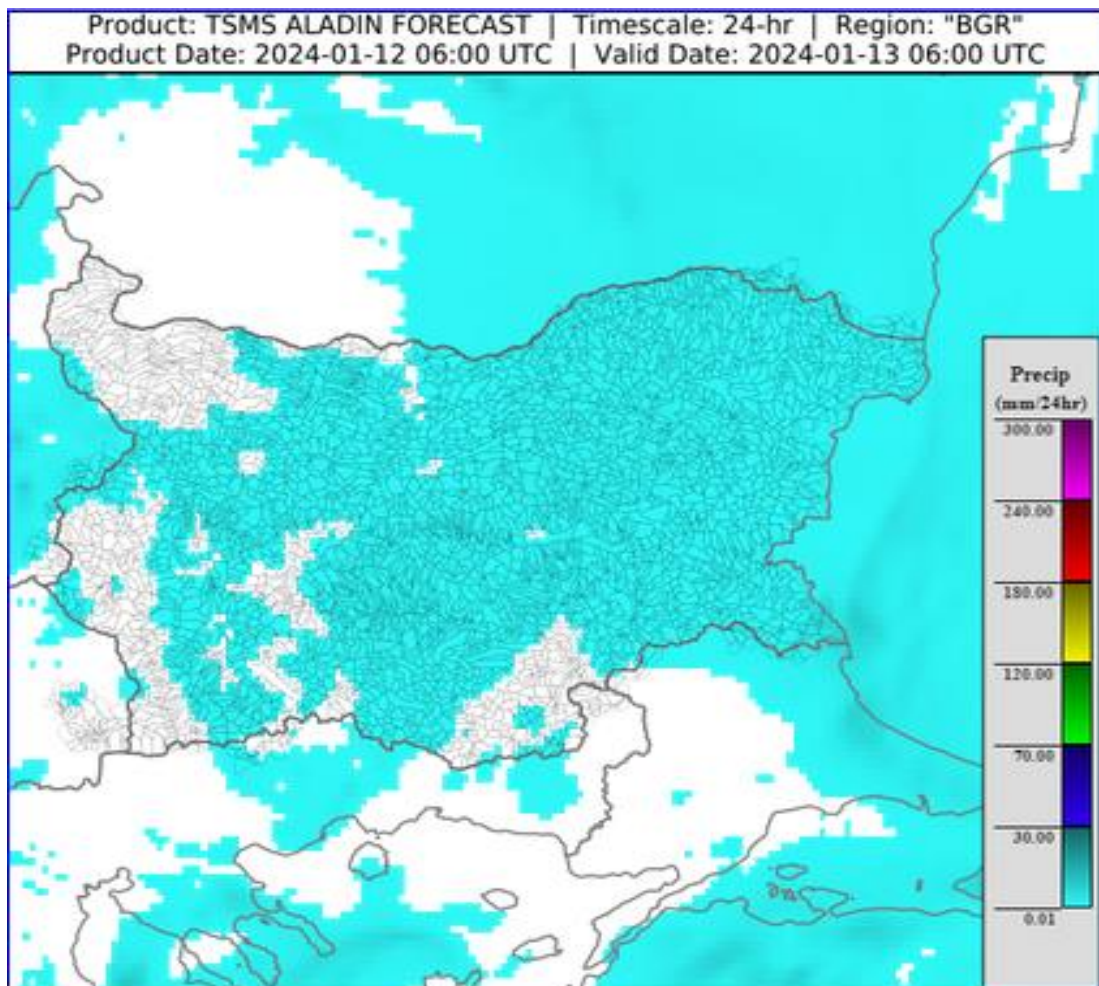 Product: TSMS ALADIN FORECAST | Timescale: 24-hr | Region: "BGR"
Product Date: 2024-01-12 06:00 UTC | Valid Date: 2024-01-13 06:00 UTC
Precip
(mm/24hr)
300.00
240.00
180.00
120.00
70.00
30.00
0.01